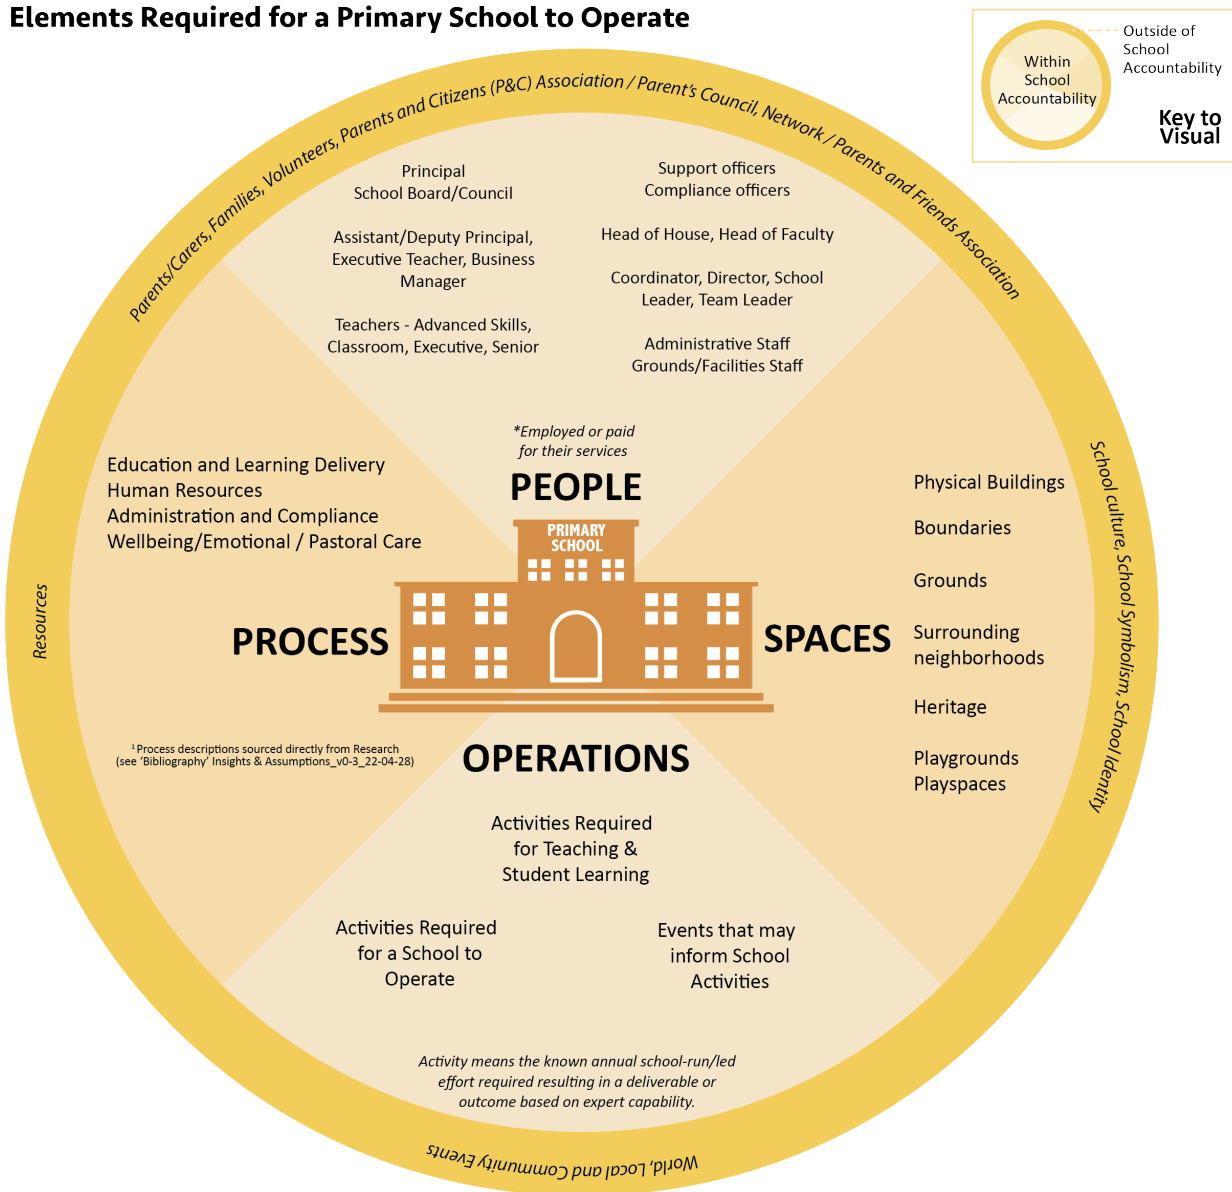 Elements Required for a Primary School to Operate
Outside of
School
Accountability
Within
School
Accountability
Key to
Visual
Parents/Carers, Families, Volunteers, Parents and Citizens (P&C) Association / Parent's Council, Network / Parents and Friends Association
Principal
School Board/Council
Assistant/Deputy Principal,
Executive Teacher, Business
Manager
Teachers - Advanced Skills,
Classroom, Executive, Senior
Support officers
Compliance officers
Head of House, Head of Faculty
Coordinator, Director, School
Leader, Team Leader
Administrative Staff
Grounds/Facilities Staff
*Employed or paid
for their services
PEOPLE
PRIMARY
SCHOOL
Education and Learning Delivery
Human Resources
Administration and Compliance
Wellbeing/Emotional / Pastoral Care
PROCESS
Resources
1 Process descriptions sourced directly from Research
(see 'Bibliography' Insights & Assumptions_v0-3_22-04-28)
SPACES
Physical Buildings
Boundaries
Grounds
Surrounding
neighborhoods
Heritage
Playgrounds
Playspaces
School culture, School Symbolism, School Identity
OPERATIONS
Activities Required
for Teaching &
Student Learning
Activities Required
for a School to
Operate
Events that may
inform School
Activities
Activity means the known annual school-run/led
effort required resulting in a deliverable or
outcome based on expert capability.
World, Local and Community Events